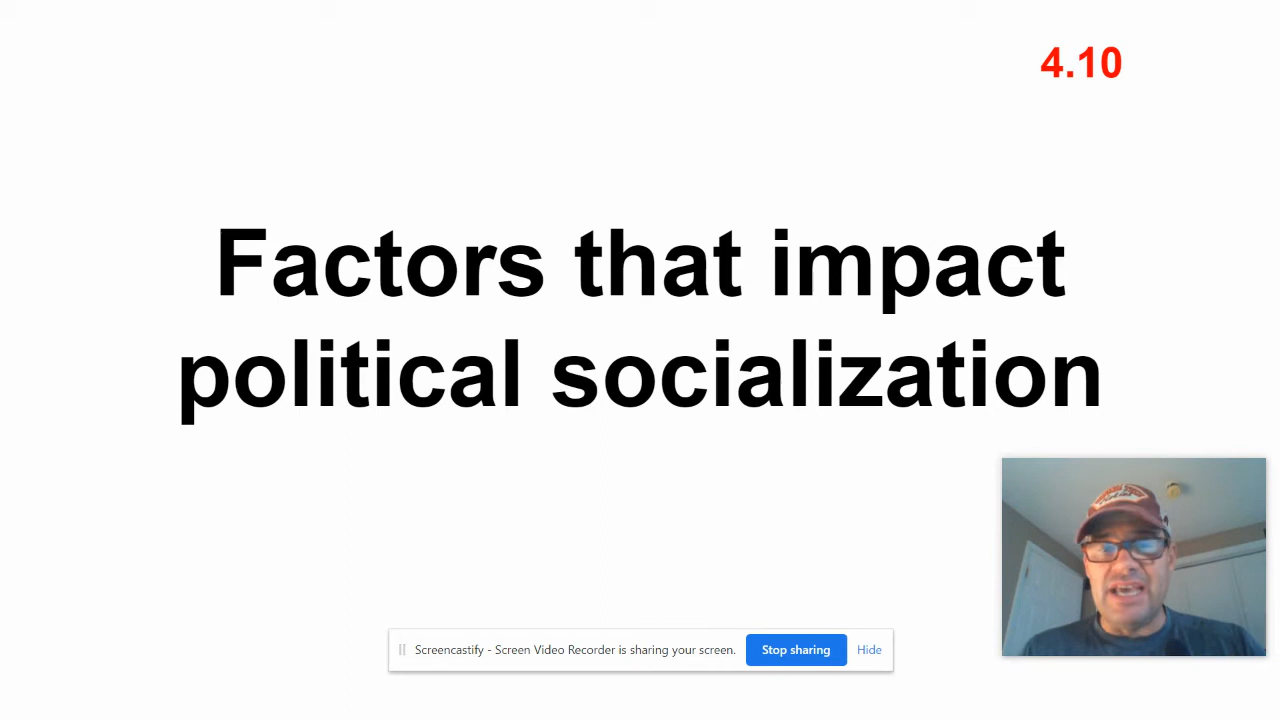 4.10
Factors that impact
political socialization
Screencastify - Screen Video Recorder is sharing your screen.
Stop sharing
Hide